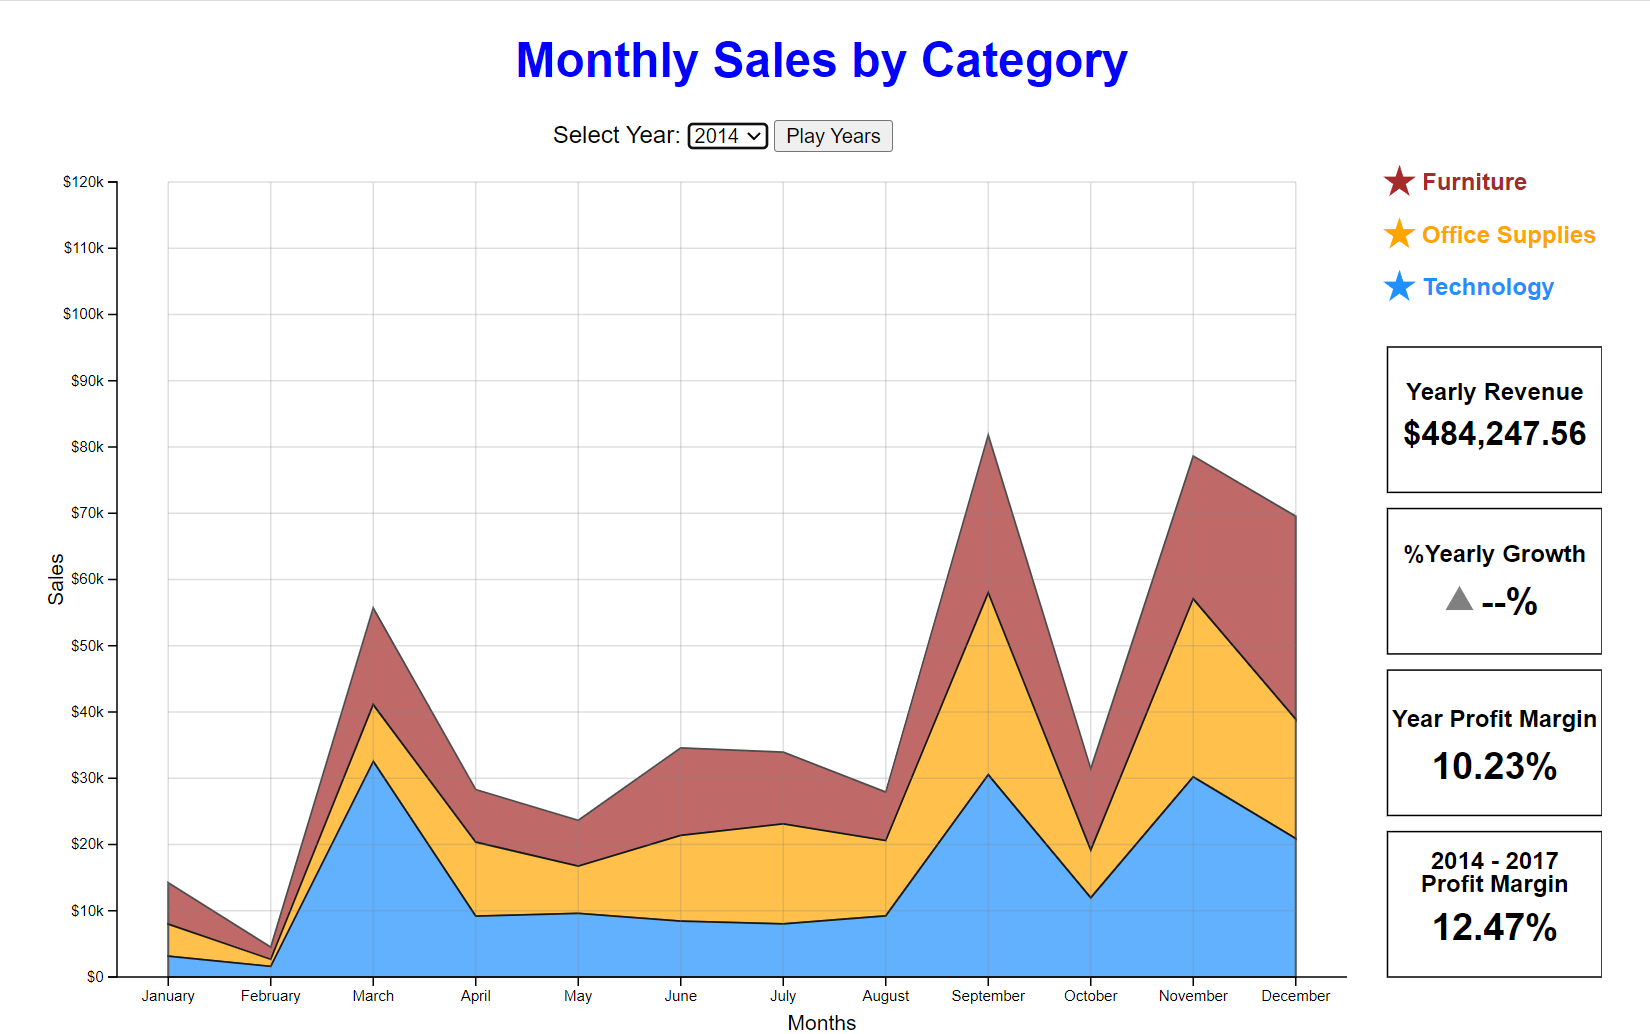 Monthly Sales by Category
Select Year: 2014 Play Years
Furniture
Office Supplies
Technology
$120k
$110k
$100k
$90k
$80k
$70k
$60k
$50k
$40k
$30k
$20k
$10k
$0
Sales
January February March April May June July August September October November December
Months
Yearly Revenue
$484,247.56
%Yearly Growth
--%
Year Profit Margin
10.23%
2014 - 2017
Profit Margin
12.47%